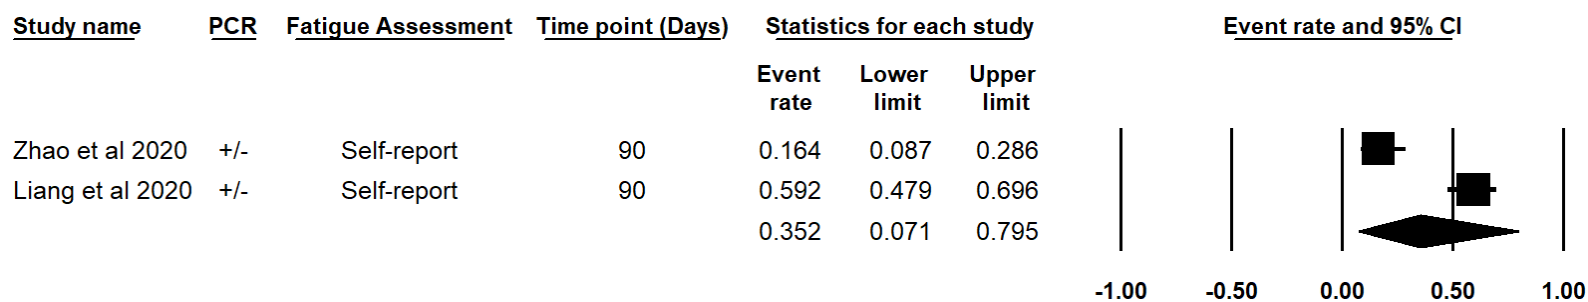 Study name PCR Fatigue Assessment Time point (Days) Statistics for each study Event rate and 95% CI
Event Lower Upper
rate limit limit
Zhao et al 2020 +/- Self-report 90 0.164 0.087 0.286
Liang et al 2020 +/- Self-report 90 0.592 0.479 0.696
0.352 0.071 0.795
-1.00 -0.50 0.00 0.50 1.00